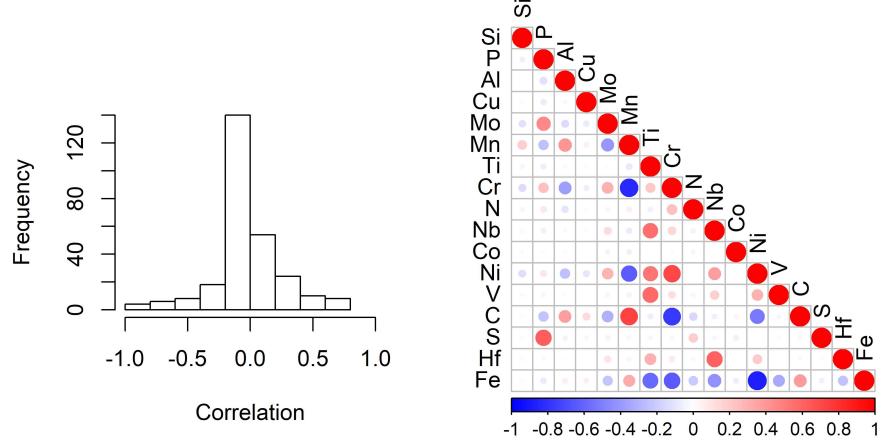 Frequency
0
40
80
120
-1.0
-0.5
0.0
0.5
1.0
Correlation
Si
P
Al
Cu
Mo
Mn
Ti
Cr
N
Nb
Co
Ni
V
C
S
Hf
Fe
Si
P
Al
Cu
Mo
Mn
Ti
Cr
N
Nb
Co
Ni
V
C
S
Hf
Fe
-1 -0.8 -0.6 -0.4 -0.2 0 0.2 0.4 0.6 0.8 1